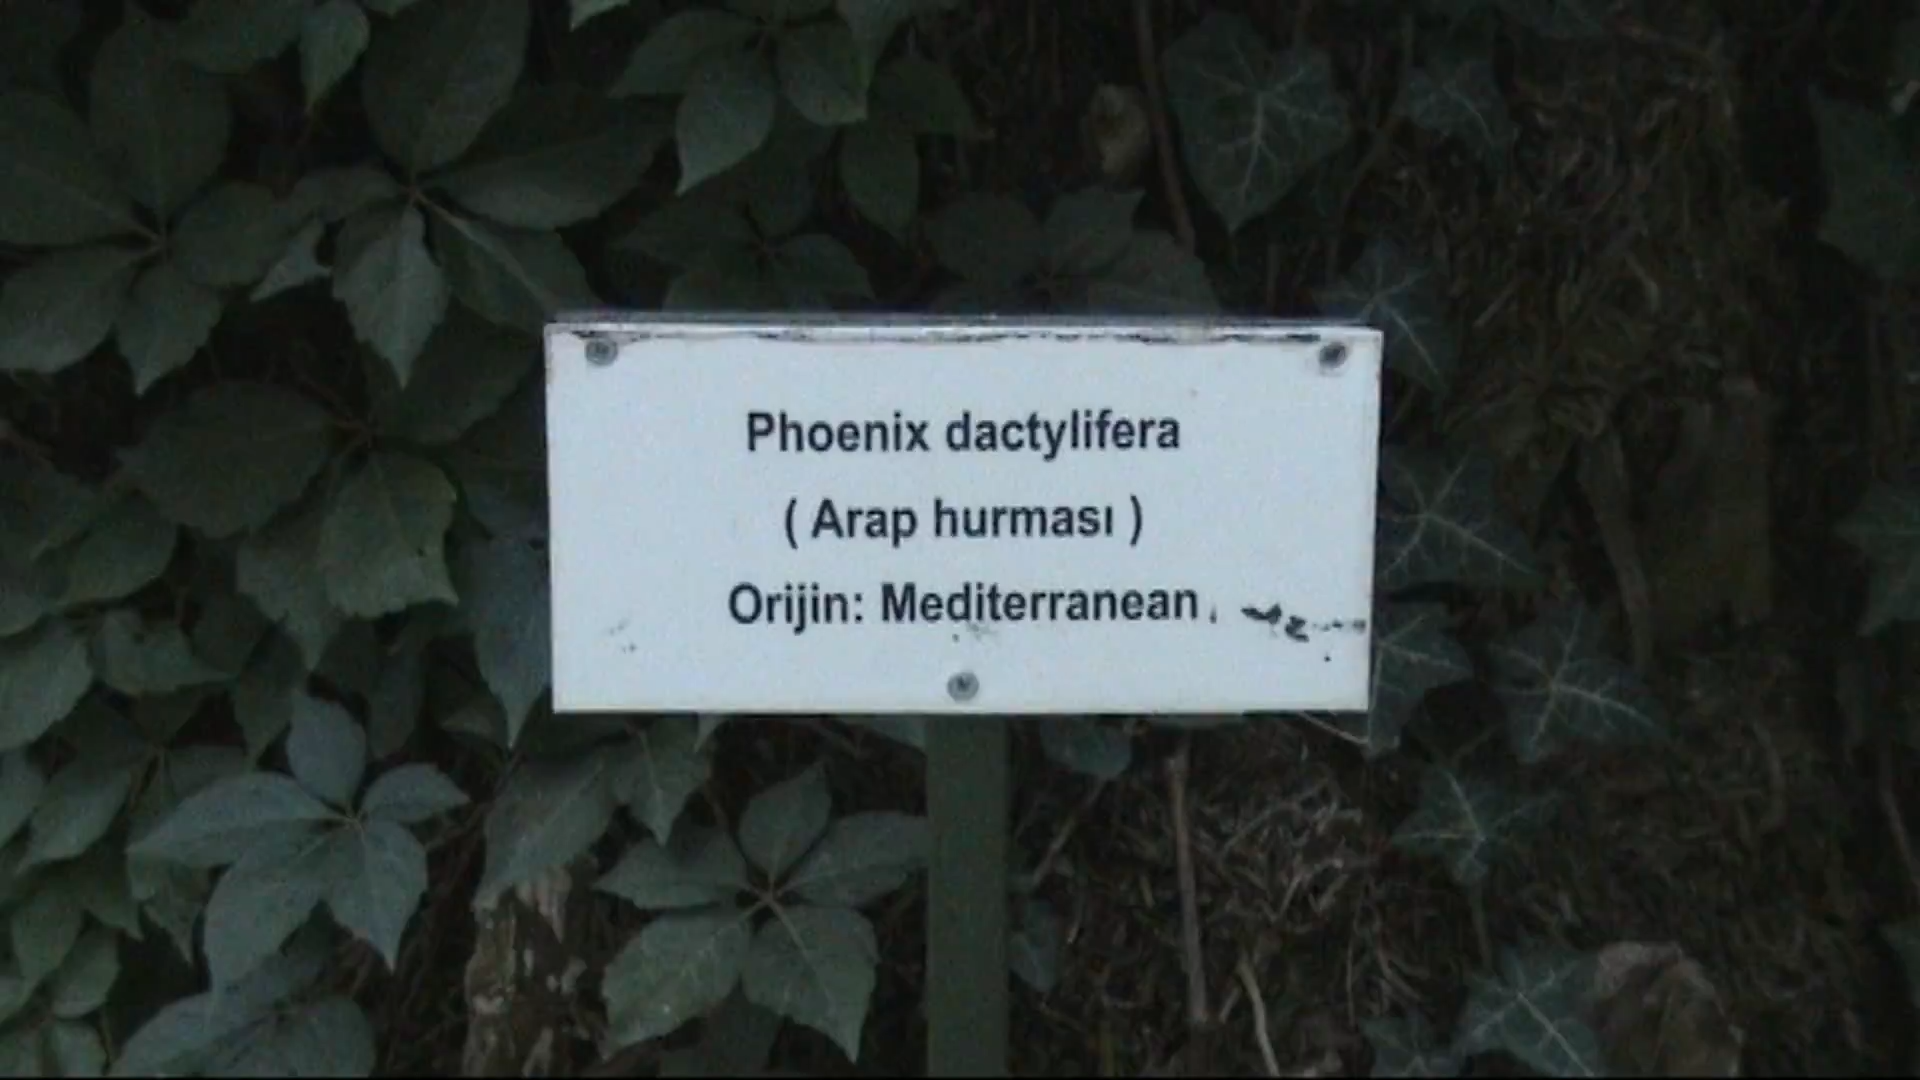 Phoenix dactylifera
( Arap hurması )
Orijin: Mediterranean